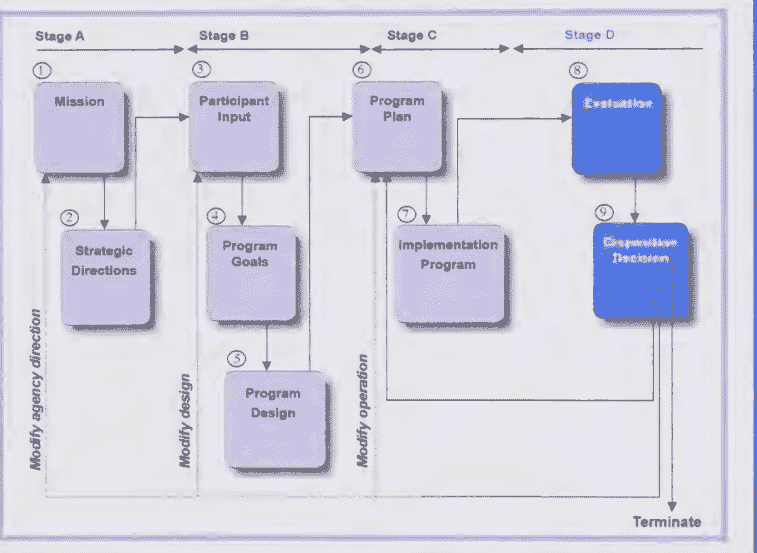 Stage A
Stage B
Stage C
Stage D
1
3
6
8
Mission
Participant
Input
Program
Plan
Evaluation
2
4
7
9
Strategic
Directions
Program
Goals
Implementation
Program
Disposition
Decision
5
Program
Design
Modify agency direction
Modify design
Modify operation
Terminate